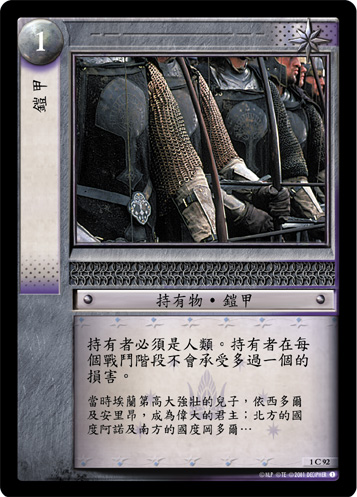 1
鎧甲
持有物•鎧甲
持有者必須是人類。持有者在每
個戰鬥階段不會承受多過一個的
損害。
當時埃蘭第高大強壯的兒子，依西多爾
及安里昂，成為偉大的君主：北方的國
度阿諾及南方的國度岡多爾…
1 C 92